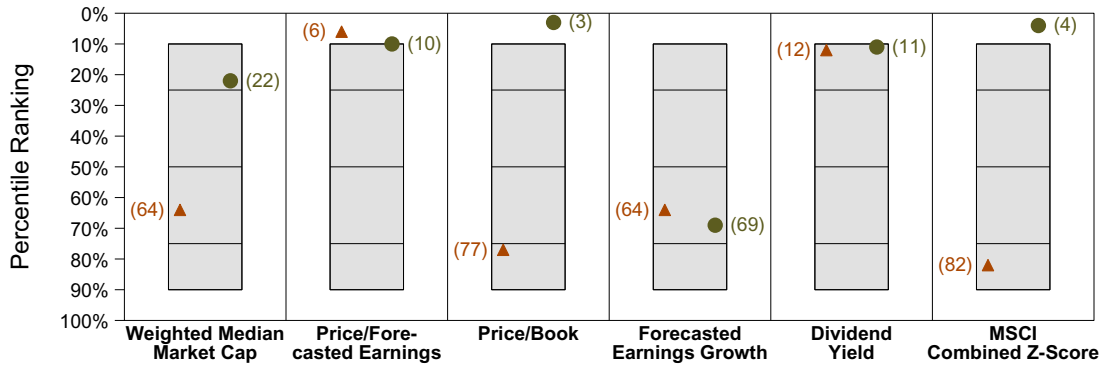 Percentile Ranking
0%
10%
20%
30%
40%
50%
60%
70%
80%
90%
100%
(22)
(64)
Weighted Median
Market Cap
(6)
(10)
Price/Fore-
casted Earnings
(3)
(77)
Price/Book
(64)
(69)
Forecasted
Earnings Growth
(12)
(11)
Dividend
Yield
(4)
(82)
MSCI
Combined Z-Score